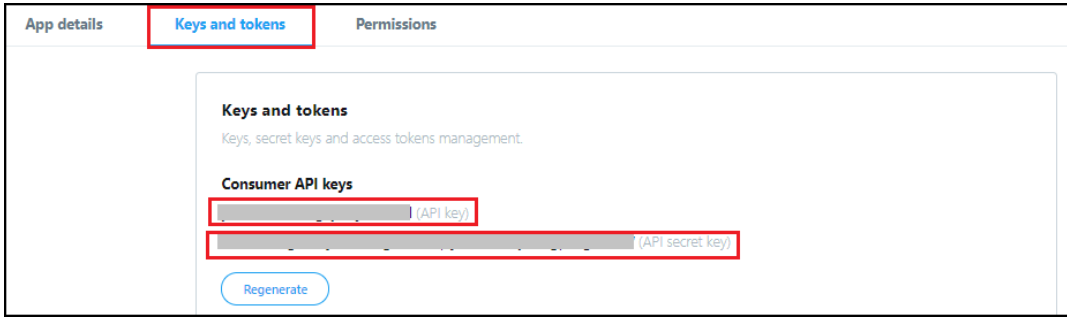 App details Keys and tokens Permissions
Keys and tokens
Keys, secret keys and access tokens management.
Consumer API keys
(API key)
(API secret key)
Regenerate